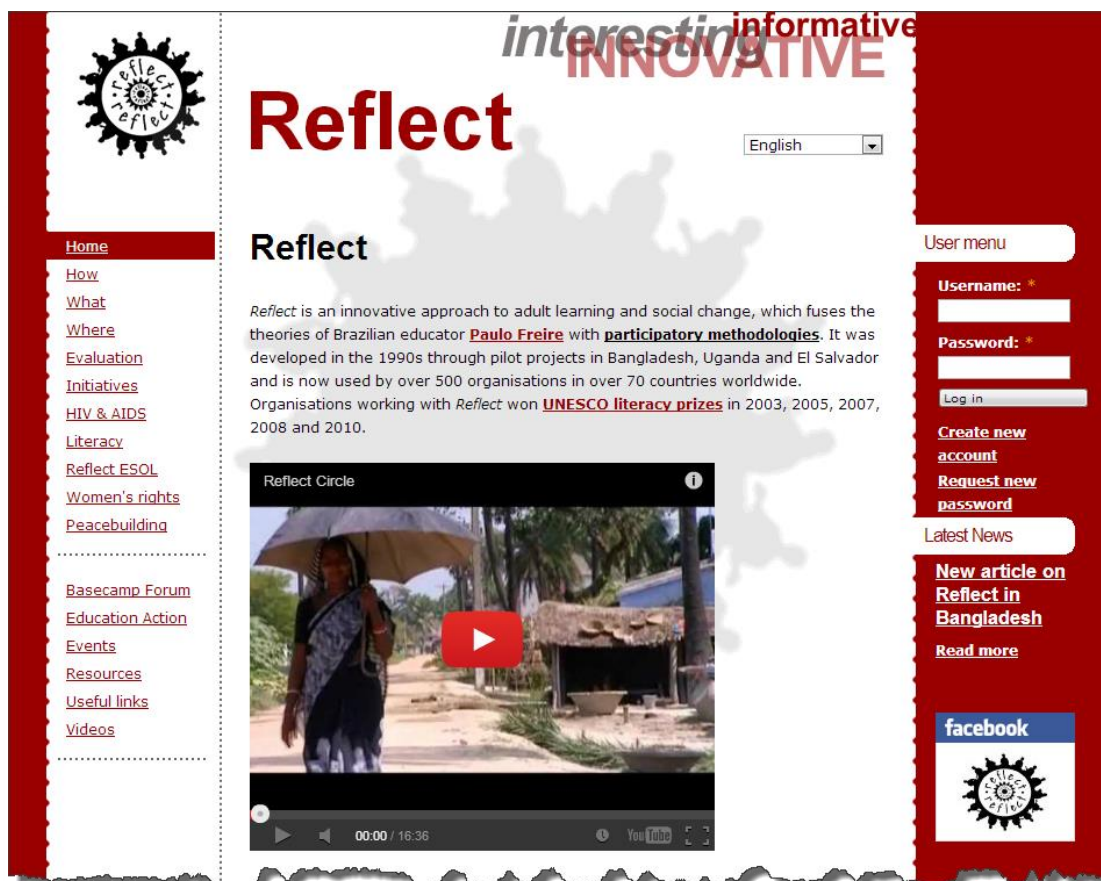 reflect
reflect
interesting
informative
INNOVATIVE
Reflect
English
Home
How
What
Where
Evaluation
Initiatives
HIV & AIDS
Literacy
Reflect ESOL
Women's rights
Peacebuilding
Basecamp Forum
Education Action
Events
Resources
Useful links
Videos
Reflect
Reflect is an innovative approach to adult learning and social change, which fuses the
theories of Brazilian educator Paulo Freire with participatory methodologies. It was
developed in the 1990s through pilot projects in Bangladesh, Uganda and El Salvador
and is now used by over 500 organisations in over 70 countries worldwide.
Organisations working with Reflect won UNESCO literacy prizes in 2003, 2005, 2007,
2008 and 2010.
Reflect Circle
00:00 / 16:36
YouTube
User menu
Username: *
Password: *
Log in
Create new
account
Request new
password
Latest News
New article on
Reflect in
Bangladesh
Read more
facebook
reflect
reflect